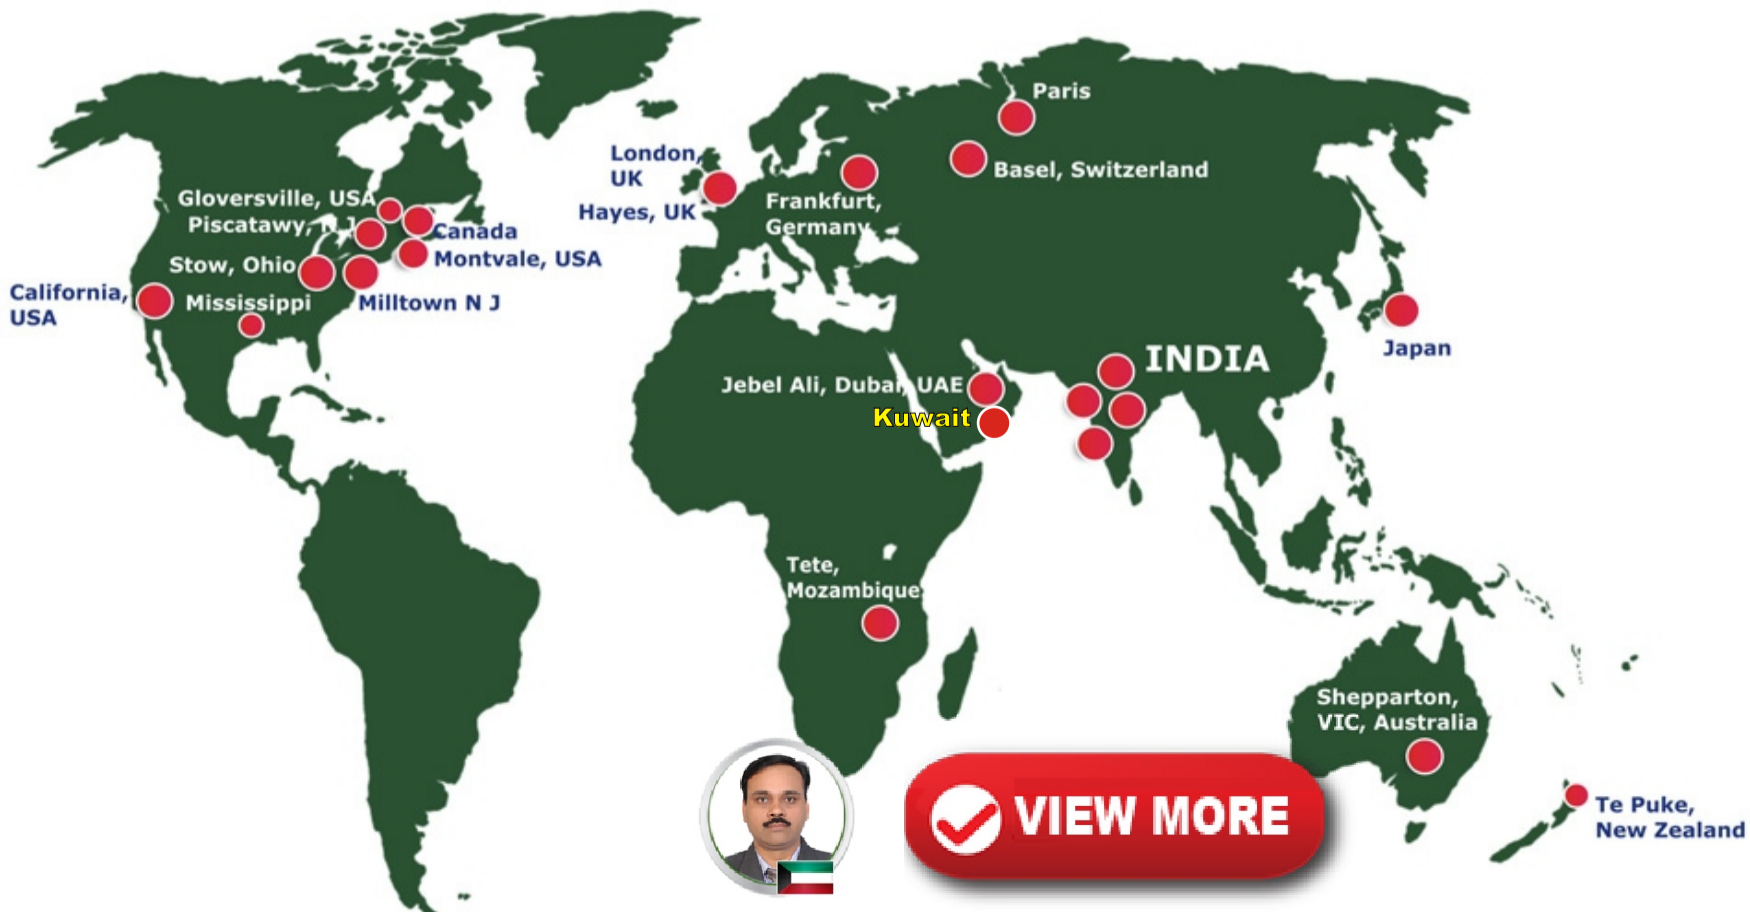 Paris
London,
UK
Basel, Switzerland
Hayes, UK
Frankfurt,
Germany
Gloversville, USA
Piscatawy, N J
Canada
Montvale, USA
Stow, Ohio
California,
USA
Mississippi
Milltown N J
Japan
INDIA
Jebel Ali, Dubai, UAE
Kuwait
Tete,
Mozambique
Shepparton,
VIC, Australia
VIEW MORE
Te Puke,
New Zealand